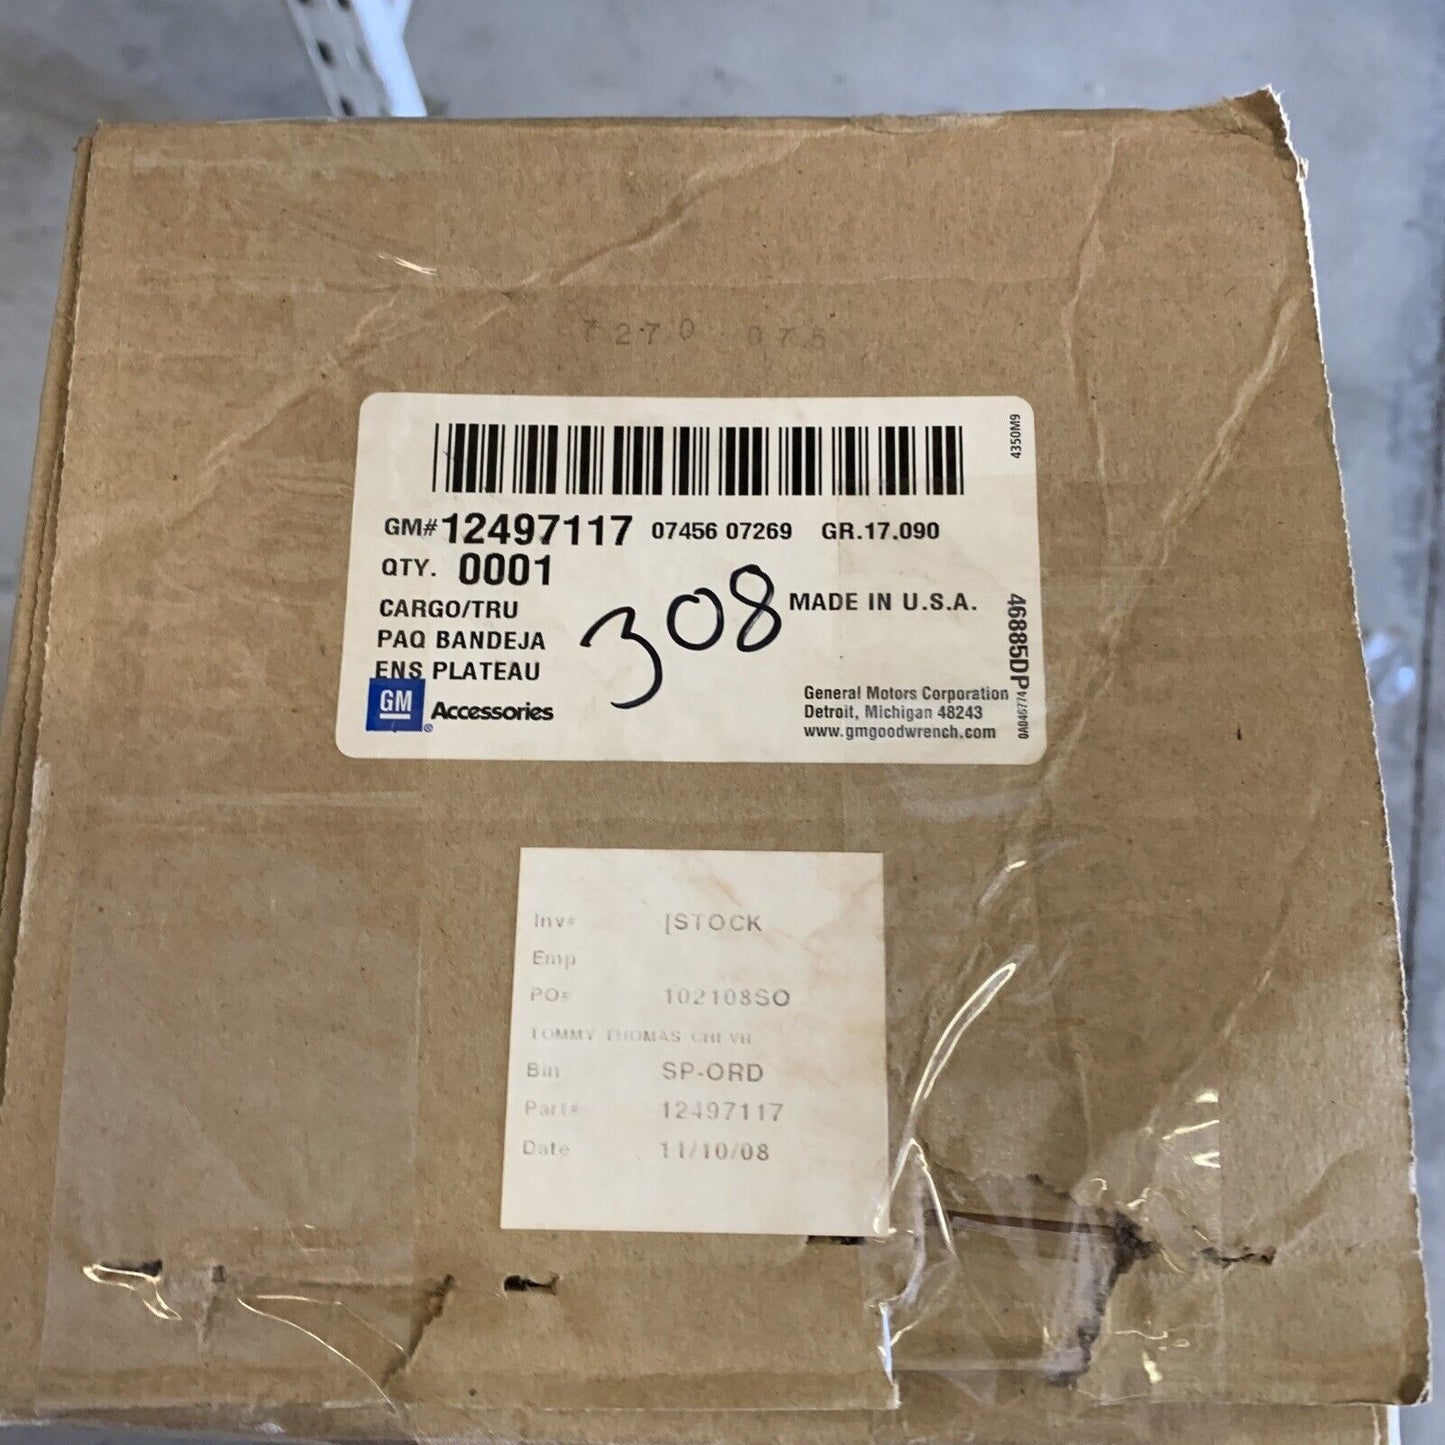 7270 076
4350M9
GM# 12497117 07456 07269 GR.17.090
QTY. 0001
CARGO/TRU
MADE IN U.S.A.
PAQ BANDEJA
ENS PLATEAU
308
46885DP
0A046774
GM® Accessories
General Motors Corporation
Detroit, Michigan 48243
www.gmgoodwrench.com
Inv# [STOCK
Emp
PO# 102108SO
TOMMY THOMAS CHEVR
Bin SP-ORD
Part# 12497117
Date 11/10/08